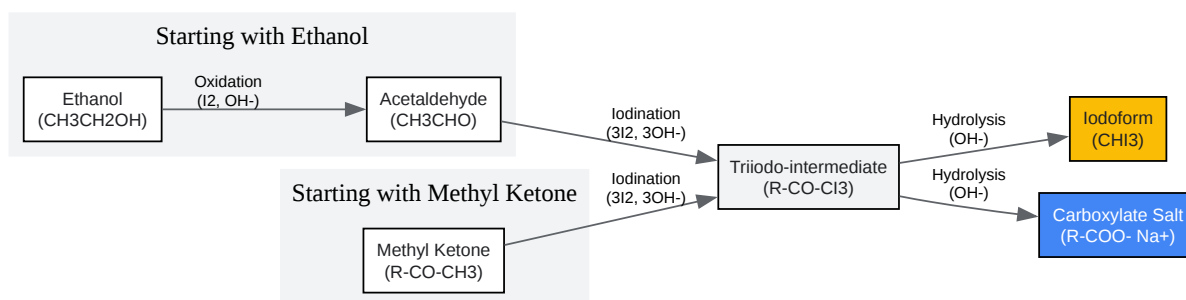 Starting with Ethanol
Ethanol
(CH3CH2OH)
Oxidation
(I2, OH-)
Acetaldehyde
(CH3CHO)
Iodination
(3I2, 3OH-)
Starting with Methyl Ketone
Methyl Ketone
(R-CO-CH3)
Iodination
(3I2, 3OH-)
Triiodo-intermediate
(R-CO-CI3)
Hydrolysis
(OH-)
Iodoform
(CHI3)
Hydrolysis
(OH-)
Carboxylate Salt
(R-COO- Na+)